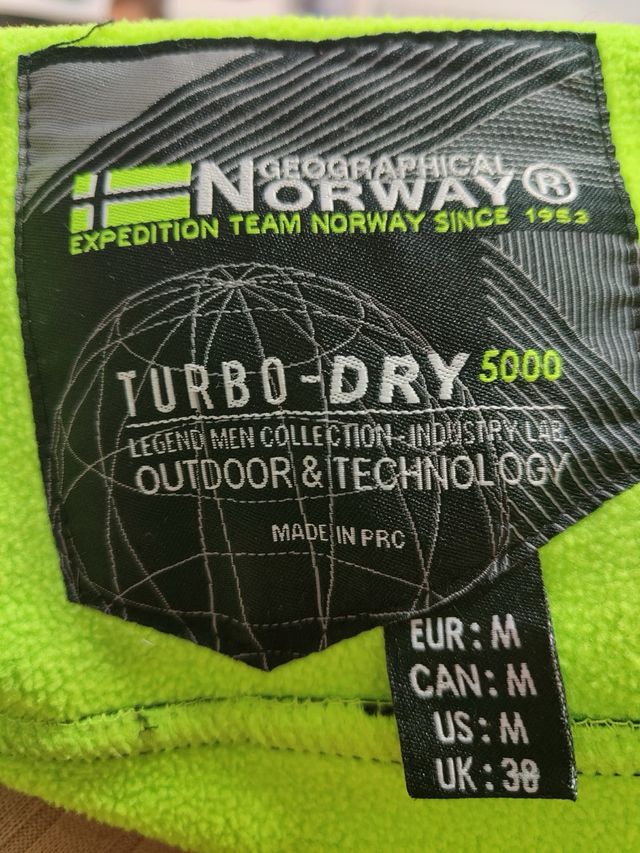 GEOGRAPHICAL
NORWAY®
EXPEDITION TEAM NORWAY SINCE 1953
TURBO-DRY 5000
LEGEND MEN COLLECTION-INDUSTRY LAB.
OUTDOOR & TECHNOLOGY
MADE IN PRC
EUR: M
CAN: M
US: M
UK: 38